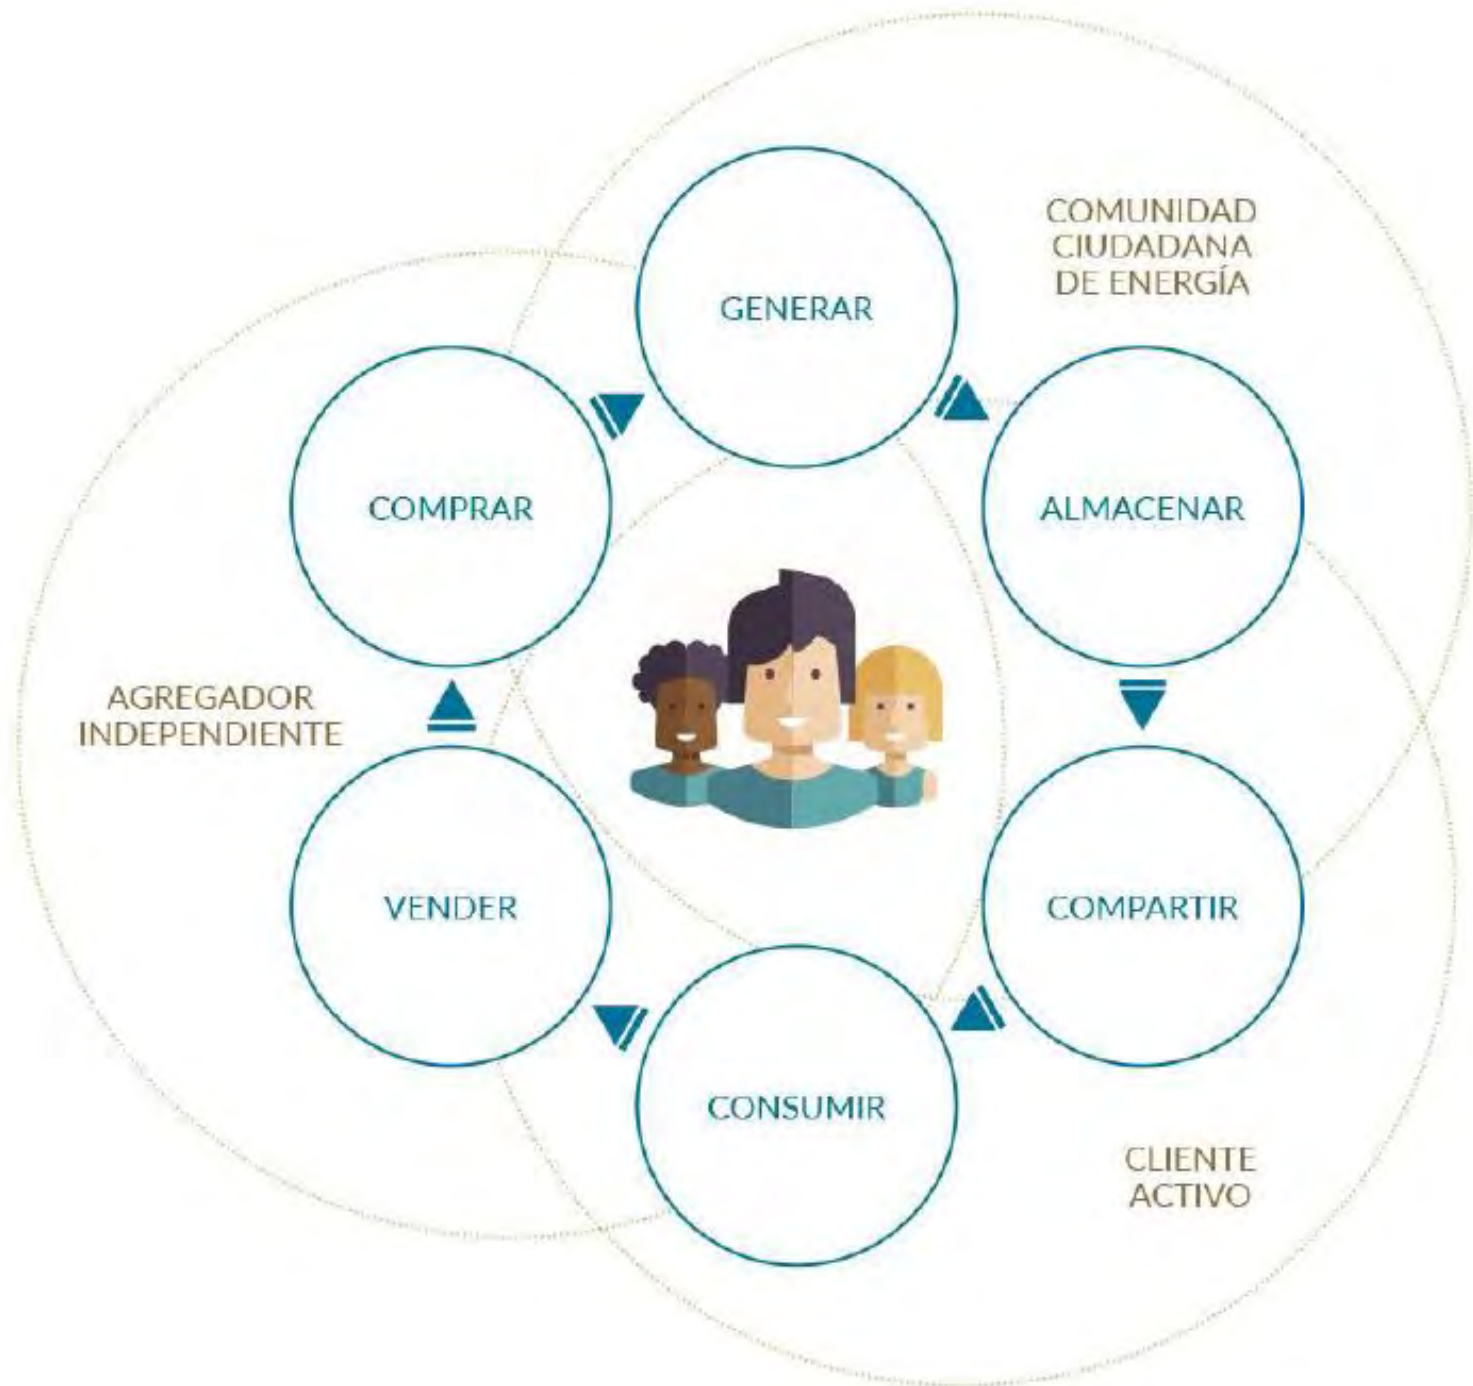 COMUNIDAD
CIUDADANA
DE ENERGÍA
GENERAR
COMPRAR
ALMACENAR
AGREGADOR
INDEPENDIENTE
VENDER
COMPARTIR
CONSUMIR
CLIENTE
ACTIVO